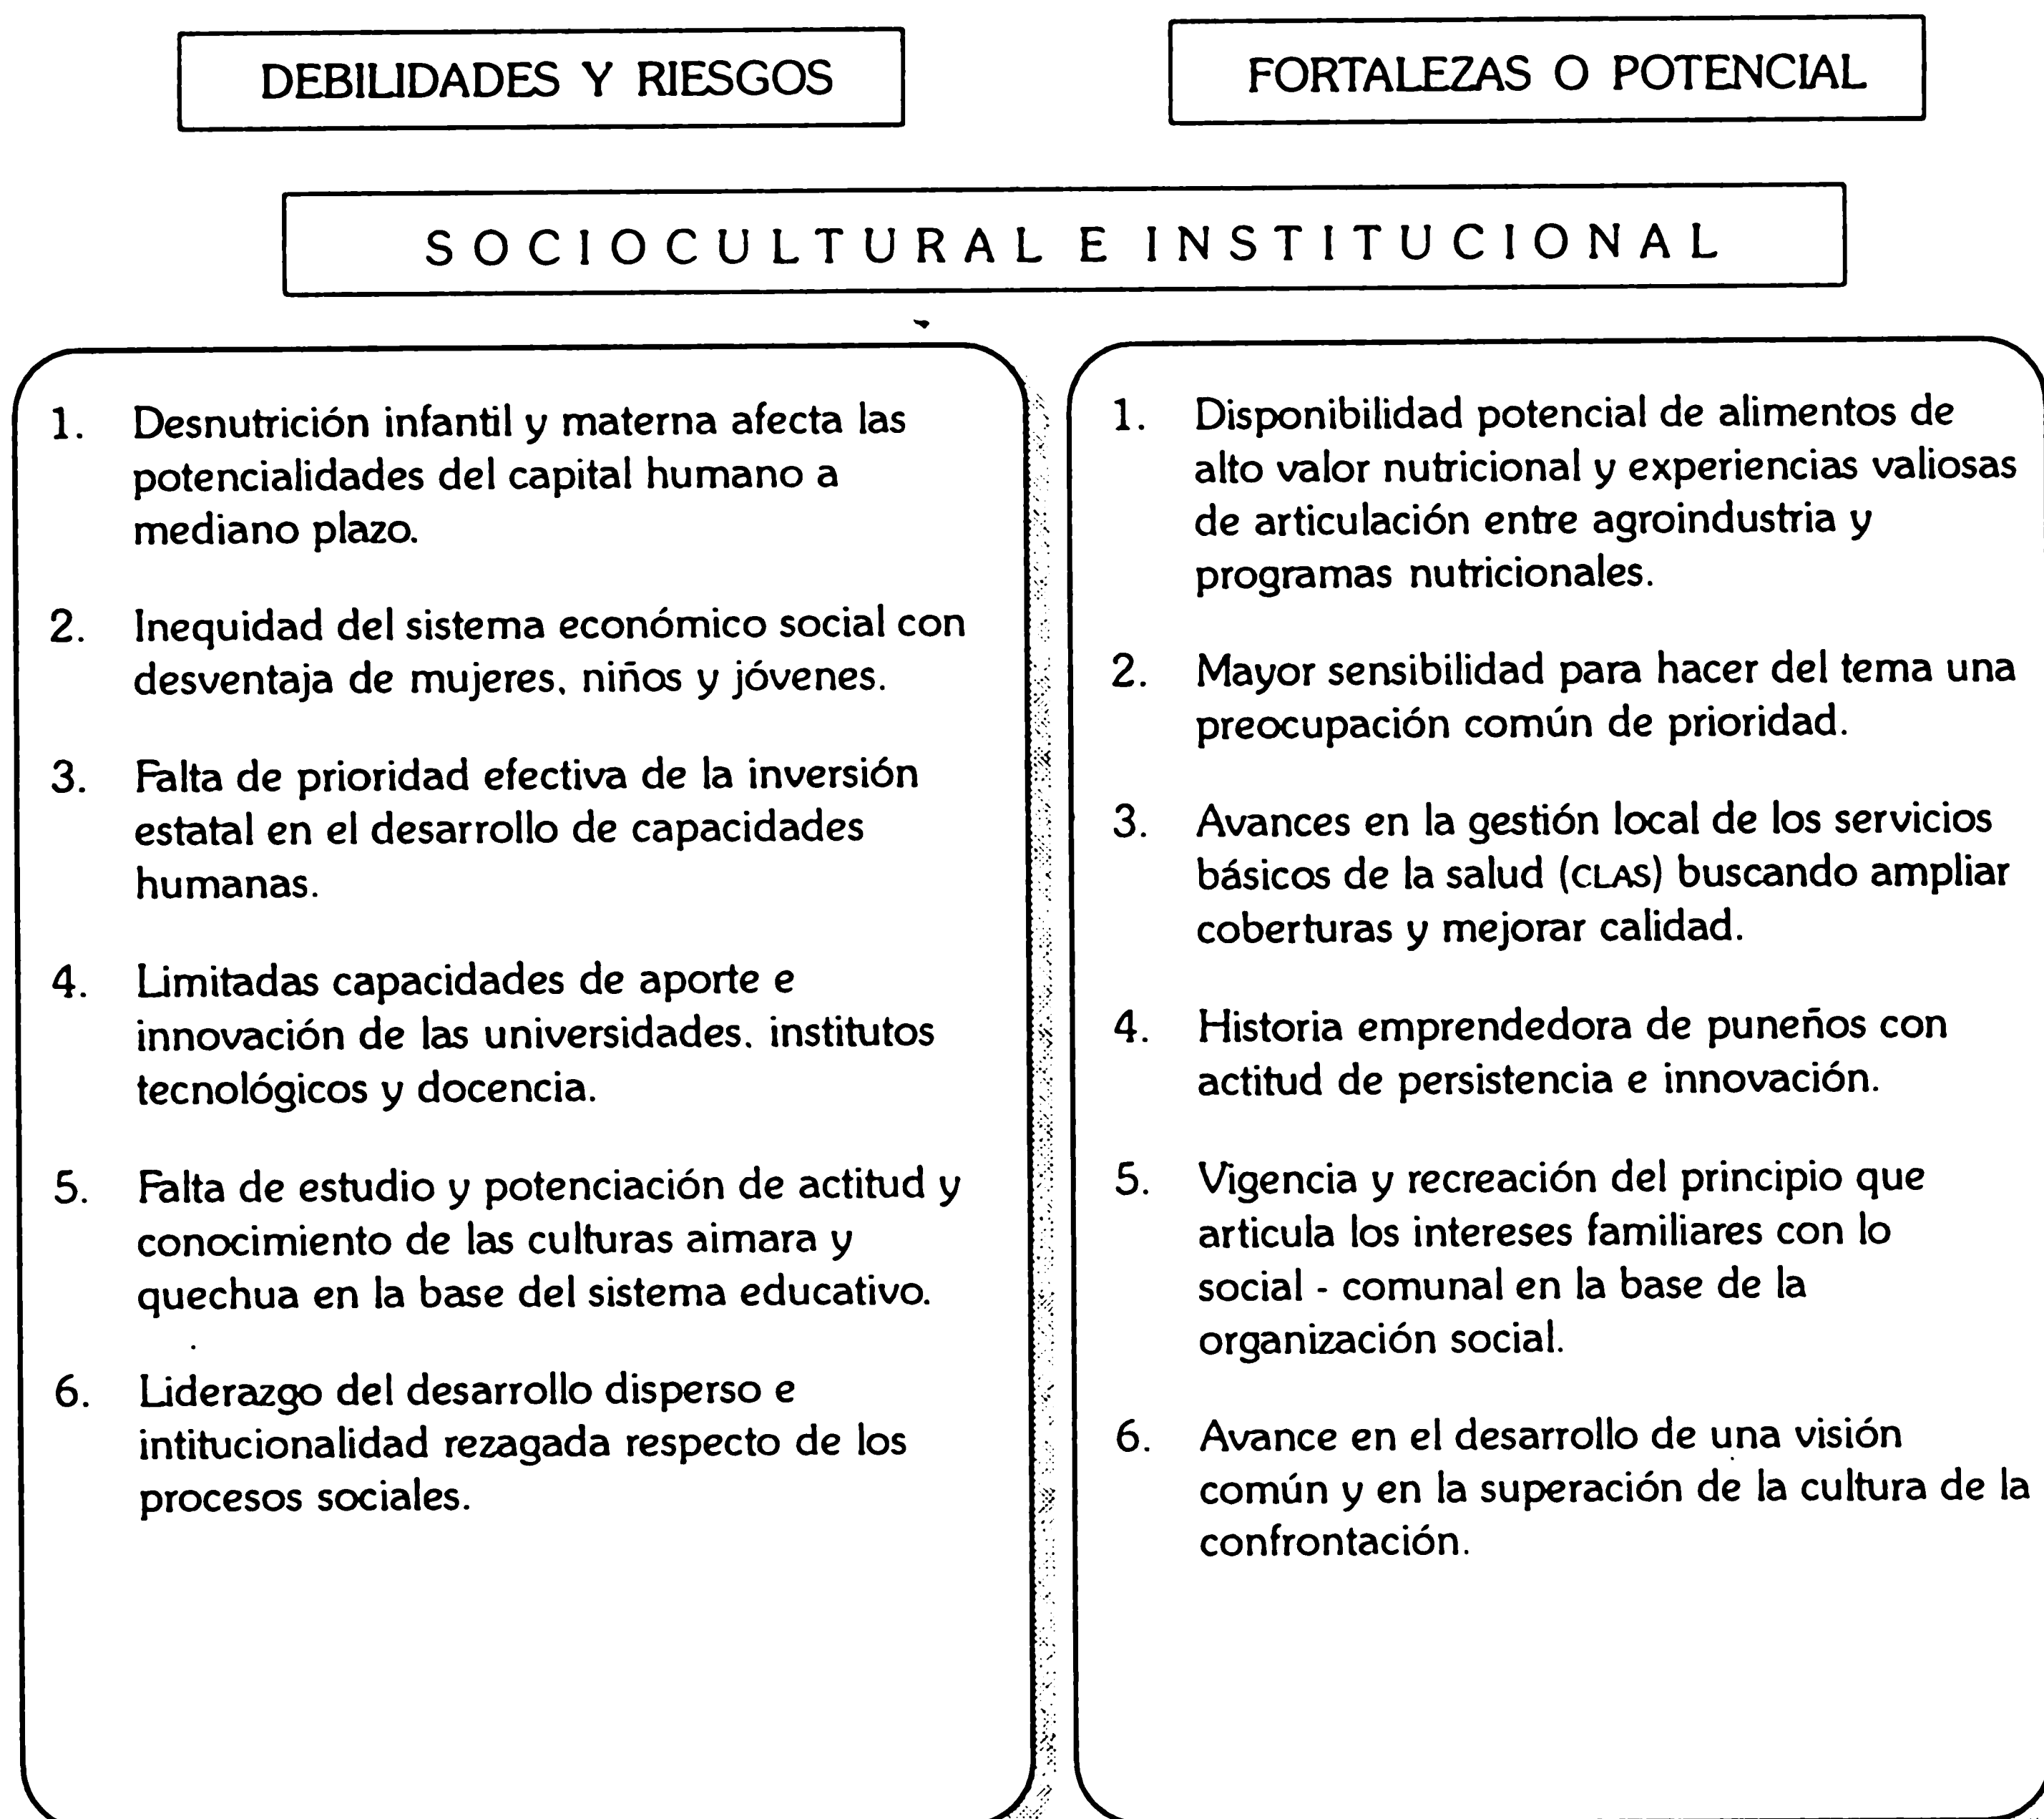 DEBILIDADES Y RIESGOS
FORTALEZAS O POTENCIAL
SOCIOCULTURAL E INSTITUCIONAL
1. Desnutrición infantil y materna afecta las
potencialidades del capital humano a
mediano plazo.
2. Inequidad del sistema económico social con
desventaja de mujeres, niños y jóvenes.
3. Falta de prioridad efectiva de la inversión
estatal en el desarrollo de capacidades
humanas.
4. Limitadas capacidades de aporte e
innovación de las universidades, institutos
tecnológicos y docencia.
5. Falta de estudio y potenciación de actitud y
conocimiento de las culturas aimara y
quechua en la base del sistema educativo.
6. Liderazgo del desarrollo disperso e
intitucionalidad rezagada respecto de los
procesos sociales.
1. Disponibilidad potencial de alimentos de
alto valor nutricional y experiencias valiosas
de articulación entre agroindustria y
programas nutricionales.
2. Mayor sensibilidad para hacer del tema una
preocupación común de prioridad.
3. Avances en la gestión local de los servicios
básicos de la salud (CLAS) buscando ampliar
coberturas y mejorar calidad.
4. Historia emprendedora de puneños con
actitud de persistencia e innovación.
5. Vigencia y recreación del principio que
articula los intereses familiares con lo
social - comunal en la base de la
organización social.
6. Avance en el desarrollo de una visión
común y en la superación de la cultura de la
confrontación.